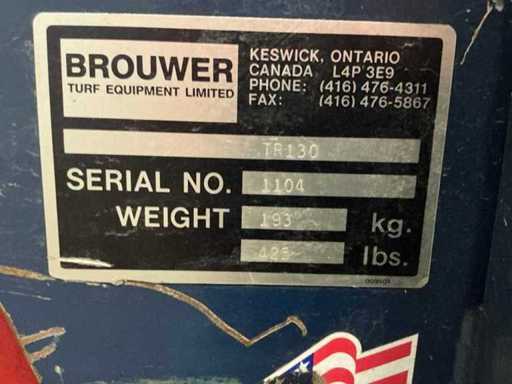 BROUWER
TURF EQUIPMENT LIMITED
KESWICK, ONTARIO
CANADA L4P 3E9
PHONE: (416) 476-4311
FAX: (416) 476-5867
TR130
SERIAL NO. 1104
WEIGHT 193 kg.
425 lbs.